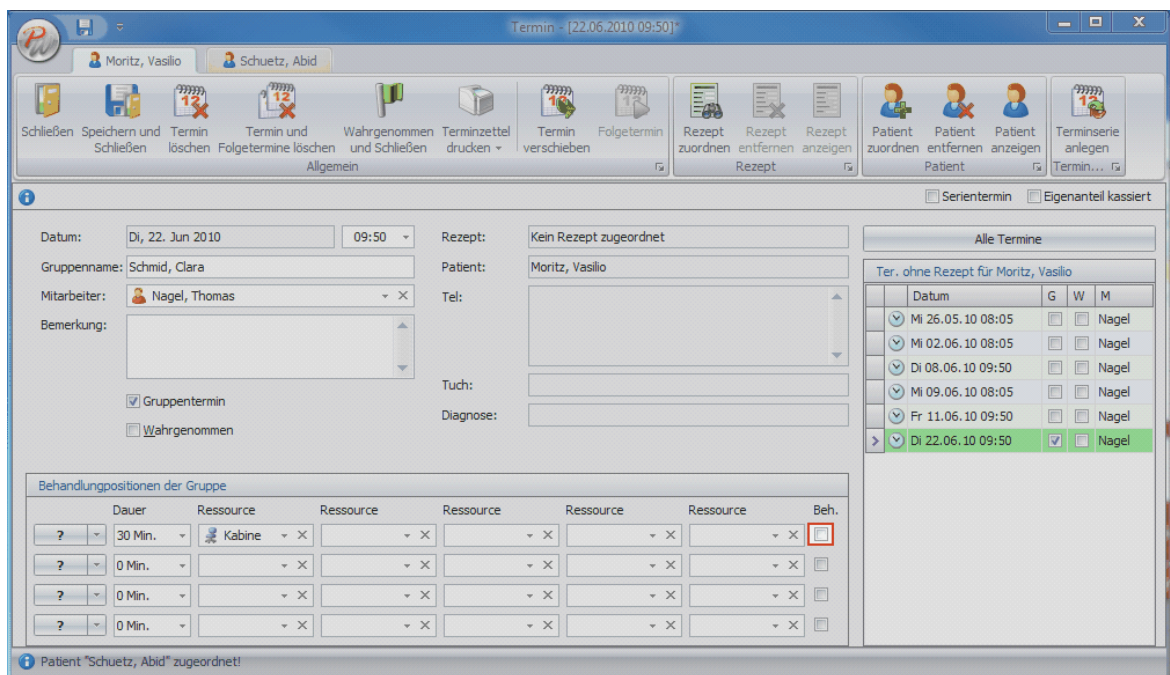 Termin - [22.06.2010 09:50]*
Moritz, Vasilio
Schuetz, Abid
Schließen
Speichern und Schließen
Termin löschen
Termin und Folgetermine löschen
Wahrgenommen und Schließen
Terminzettel drucken
Termin verschieben
Folgetermin
Rezept zuordnen
Rezept entfernen
Rezept anzeigen
Patient zuordnen
Patient entfernen
Patient anzeigen
Terminserie anlegen
Allgemein
Rezept
Patient
Termin...
Serientermin
Eigenanteil kassiert
Datum: Di, 22. Jun 2010 09:50
Gruppenname: Schmid, Clara
Mitarbeiter: Nagel, Thomas
Bemerkung:
Gruppentermin
Wahrgenommen
Rezept: Kein Rezept zugeordnet
Patient: Moritz, Vasilio
Tel:
Tuch:
Diagnose:
Alle Termine
Ter. ohne Rezept für Moritz, Vasilio
Datum G W M
Mi 26.05.10 08:05 Nagel
Mi 02.06.10 08:05 Nagel
Di 08.06.10 09:50 Nagel
Mi 09.06.10 08:05 Nagel
Fr 11.06.10 09:50 Nagel
Di 22.06.10 09:50 Nagel
Behandlungpositionen der Gruppe
Dauer Ressource Ressource Ressource Ressource Ressource Beh.
? 30 Min. Kabine
? 0 Min.
? 0 Min.
? 0 Min.
Patient "Schuetz, Abid" zugeordnet!